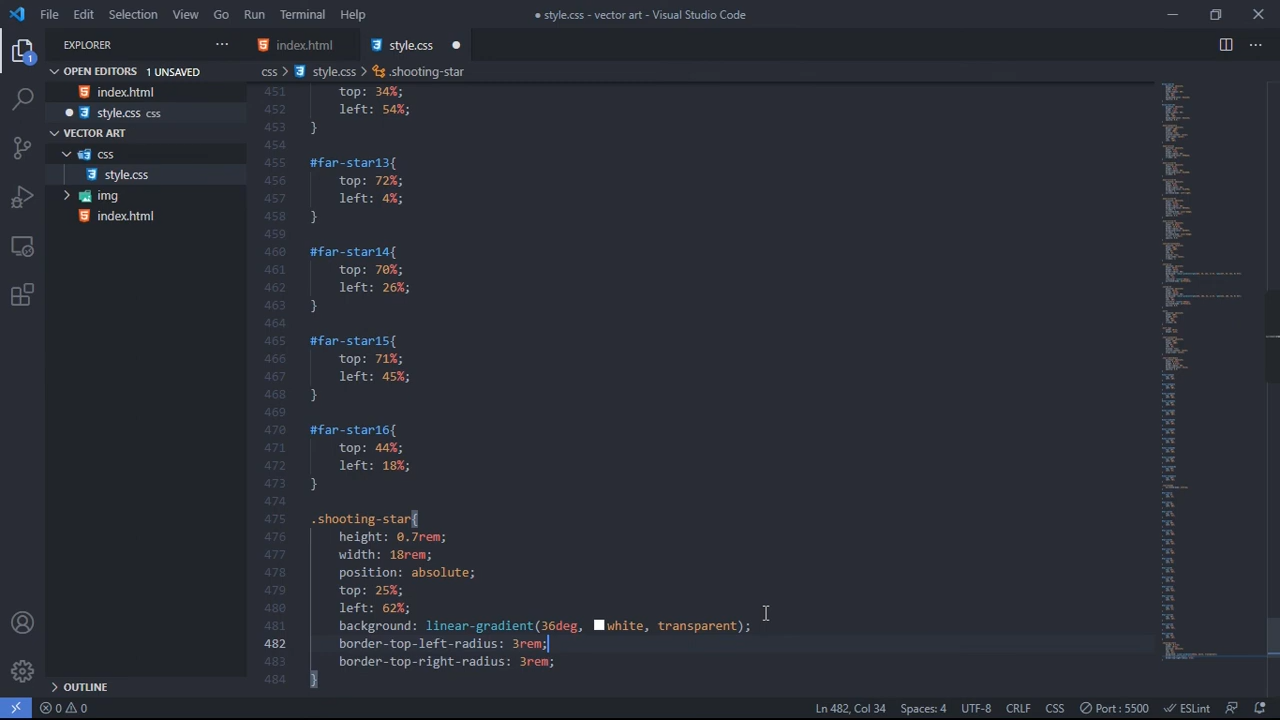 File Edit Selection View Go Run Terminal Help
● style.css - vector art - Visual Studio Code
EXPLORER
index.html
style.css
OPEN EDITORS 1 UNSAVED
css > style.css > .shooting-star
index.html
style.css css
VECTOR ART
css
style.css
img
index.html
OUTLINE
451 top: 34%;
452 left: 54%;
453 }
454
455 #far-star13{
456 top: 72%;
457 left: 4%;
458 }
459
460 #far-star14{
461 top: 70%;
462 left: 26%;
463 }
464
465 #far-star15{
466 top: 71%;
467 left: 45%;
468 }
469
470 #far-star16{
471 top: 44%;
472 left: 18%;
473 }
474
475 .shooting-star{
476 height: 0.7rem;
477 width: 18rem;
478 position: absolute;
479 top: 25%;
480 left: 62%;
481 background: linear-gradient(36deg, white, transparent);
482 border-top-left-radius: 3rem;
483 border-top-right-radius: 3rem;
484 }
1
0 0
Ln 482, Col 34 Spaces: 4 UTF-8 CRLF CSS Port : 5500 ESLint